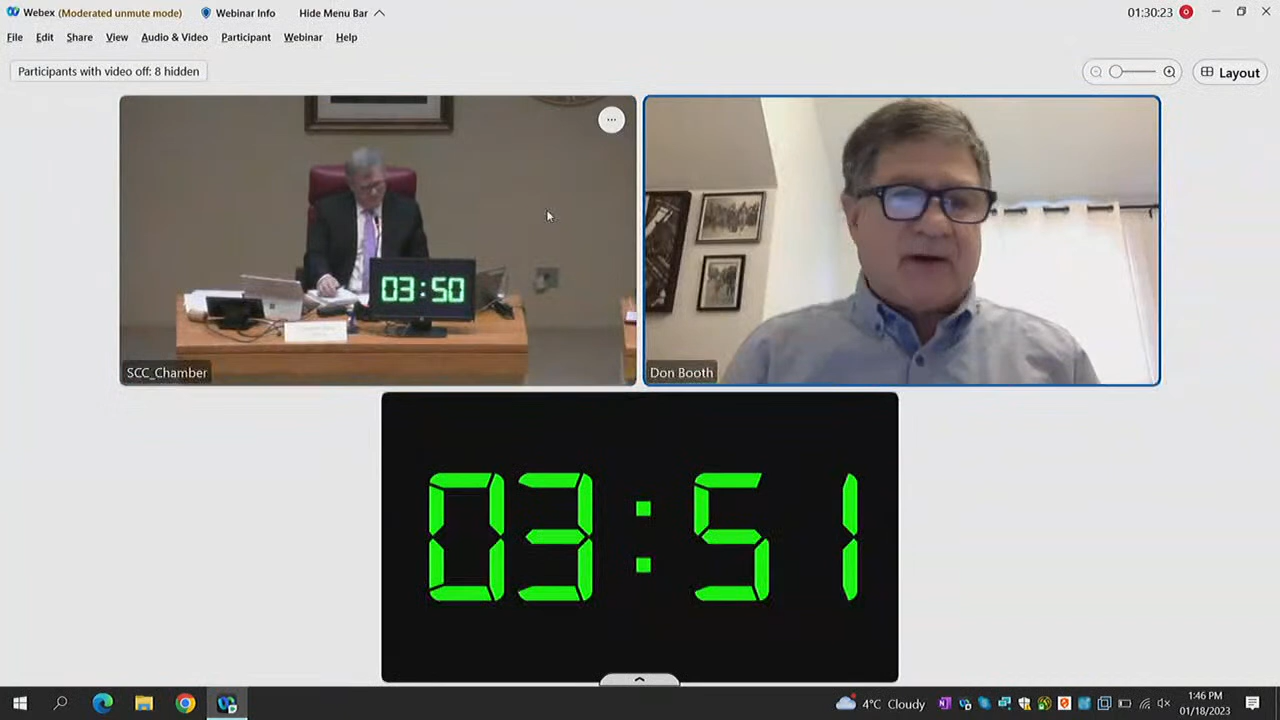 Webex (Moderated unmute mode) Webinar Info Hide Menu Bar 01:30:23
File Edit Share View Audio & Video Participant Webinar Help
Participants with video off: 8 hidden
Layout
03:50
SCC_Chamber
Don Booth
03:51
4°C Cloudy
1:46 PM
01/18/2023